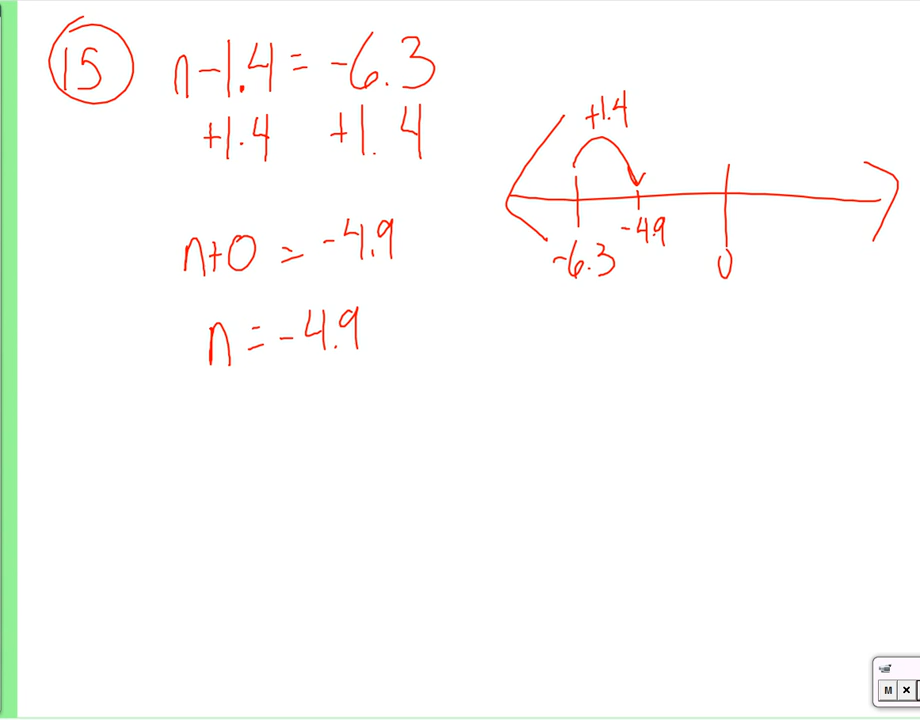 15 n-1.4 = -6.3
+1.4 +1.4
n+0 = -4.9
n = -4.9
+1.4
-6.3 -4.9 0
M ×